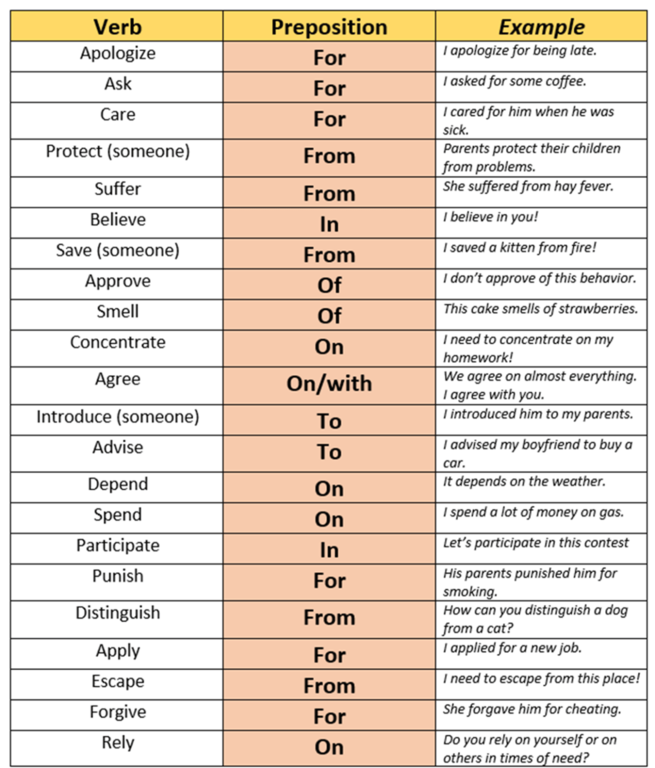 Verb Preposition Example
Apologize For I apologize for being late.
Ask For I asked for some coffee.
Care For I cared for him when he was
sick.
Protect (someone) From Parents protect their children
from problems.
Suffer From She suffered from hay fever.
Believe In I believe in you!
Save (someone) From I saved a kitten from fire!
Approve Of I don't approve of this behavior.
Smell Of This cake smells of strawberries.
Concentrate On I need to concentrate on my
homework!
Agree On/with We agree on almost everything.
I agree with you.
Introduce (someone) To I introduced him to my parents.
Advise To I advised my boyfriend to buy a
car.
Depend On It depends on the weather.
Spend On I spend a lot of money on gas.
Participate In Let's participate in this contest
Punish For His parents punished him for
smoking.
Distinguish From How can you distinguish a dog
from a cat?
Apply For I applied for a new job.
Escape From I need to escape from this place!
Forgive For She forgave him for cheating.
Rely On Do you rely on yourself or on
others in times of need?